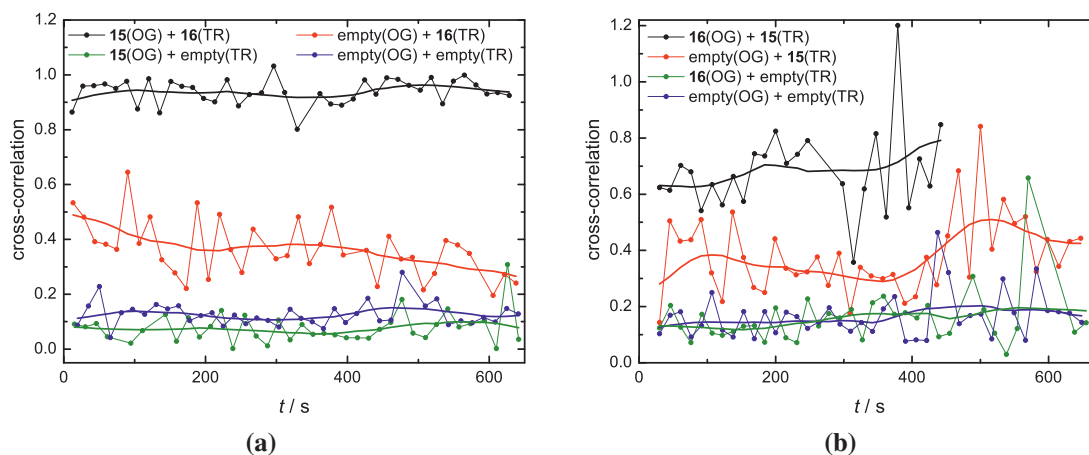 15(OG) + 16(TR) empty(OG) + 16(TR)
15(OG) + empty(TR) empty(OG) + empty(TR)
1.2
1.0
0.8
0.6
0.4
0.2
0.0
cross-correlation
0 200 400 600
t / s
(a)
16(OG) + 15(TR)
empty(OG) + 15(TR)
16(OG) + empty(TR)
empty(OG) + empty(TR)
1.2
1.0
0.8
0.6
0.4
0.2
0.0
cross-correlation
0 200 400 600
t / s
(b)